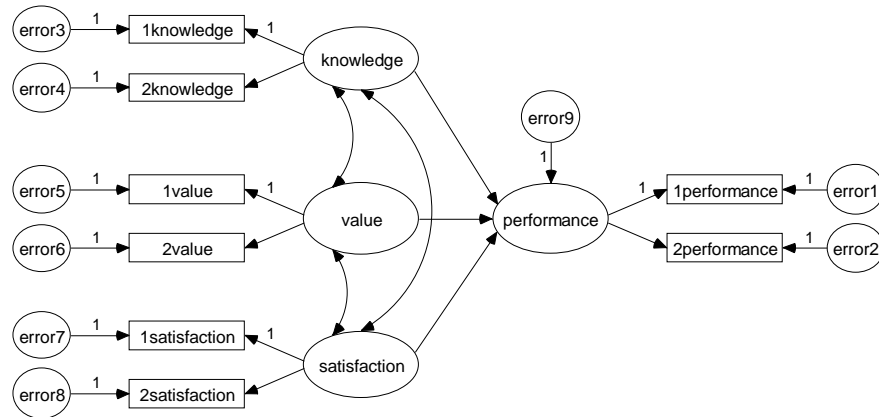 error3
1
1knowledge
1
knowledge
error4
1
2knowledge
error9
1
error5
1
1value
1
value
performance
1
1performance
1
error1
error6
1
2value
2performance
1
error2
error7
1
1satisfaction
1
satisfaction
error8
1
2satisfaction